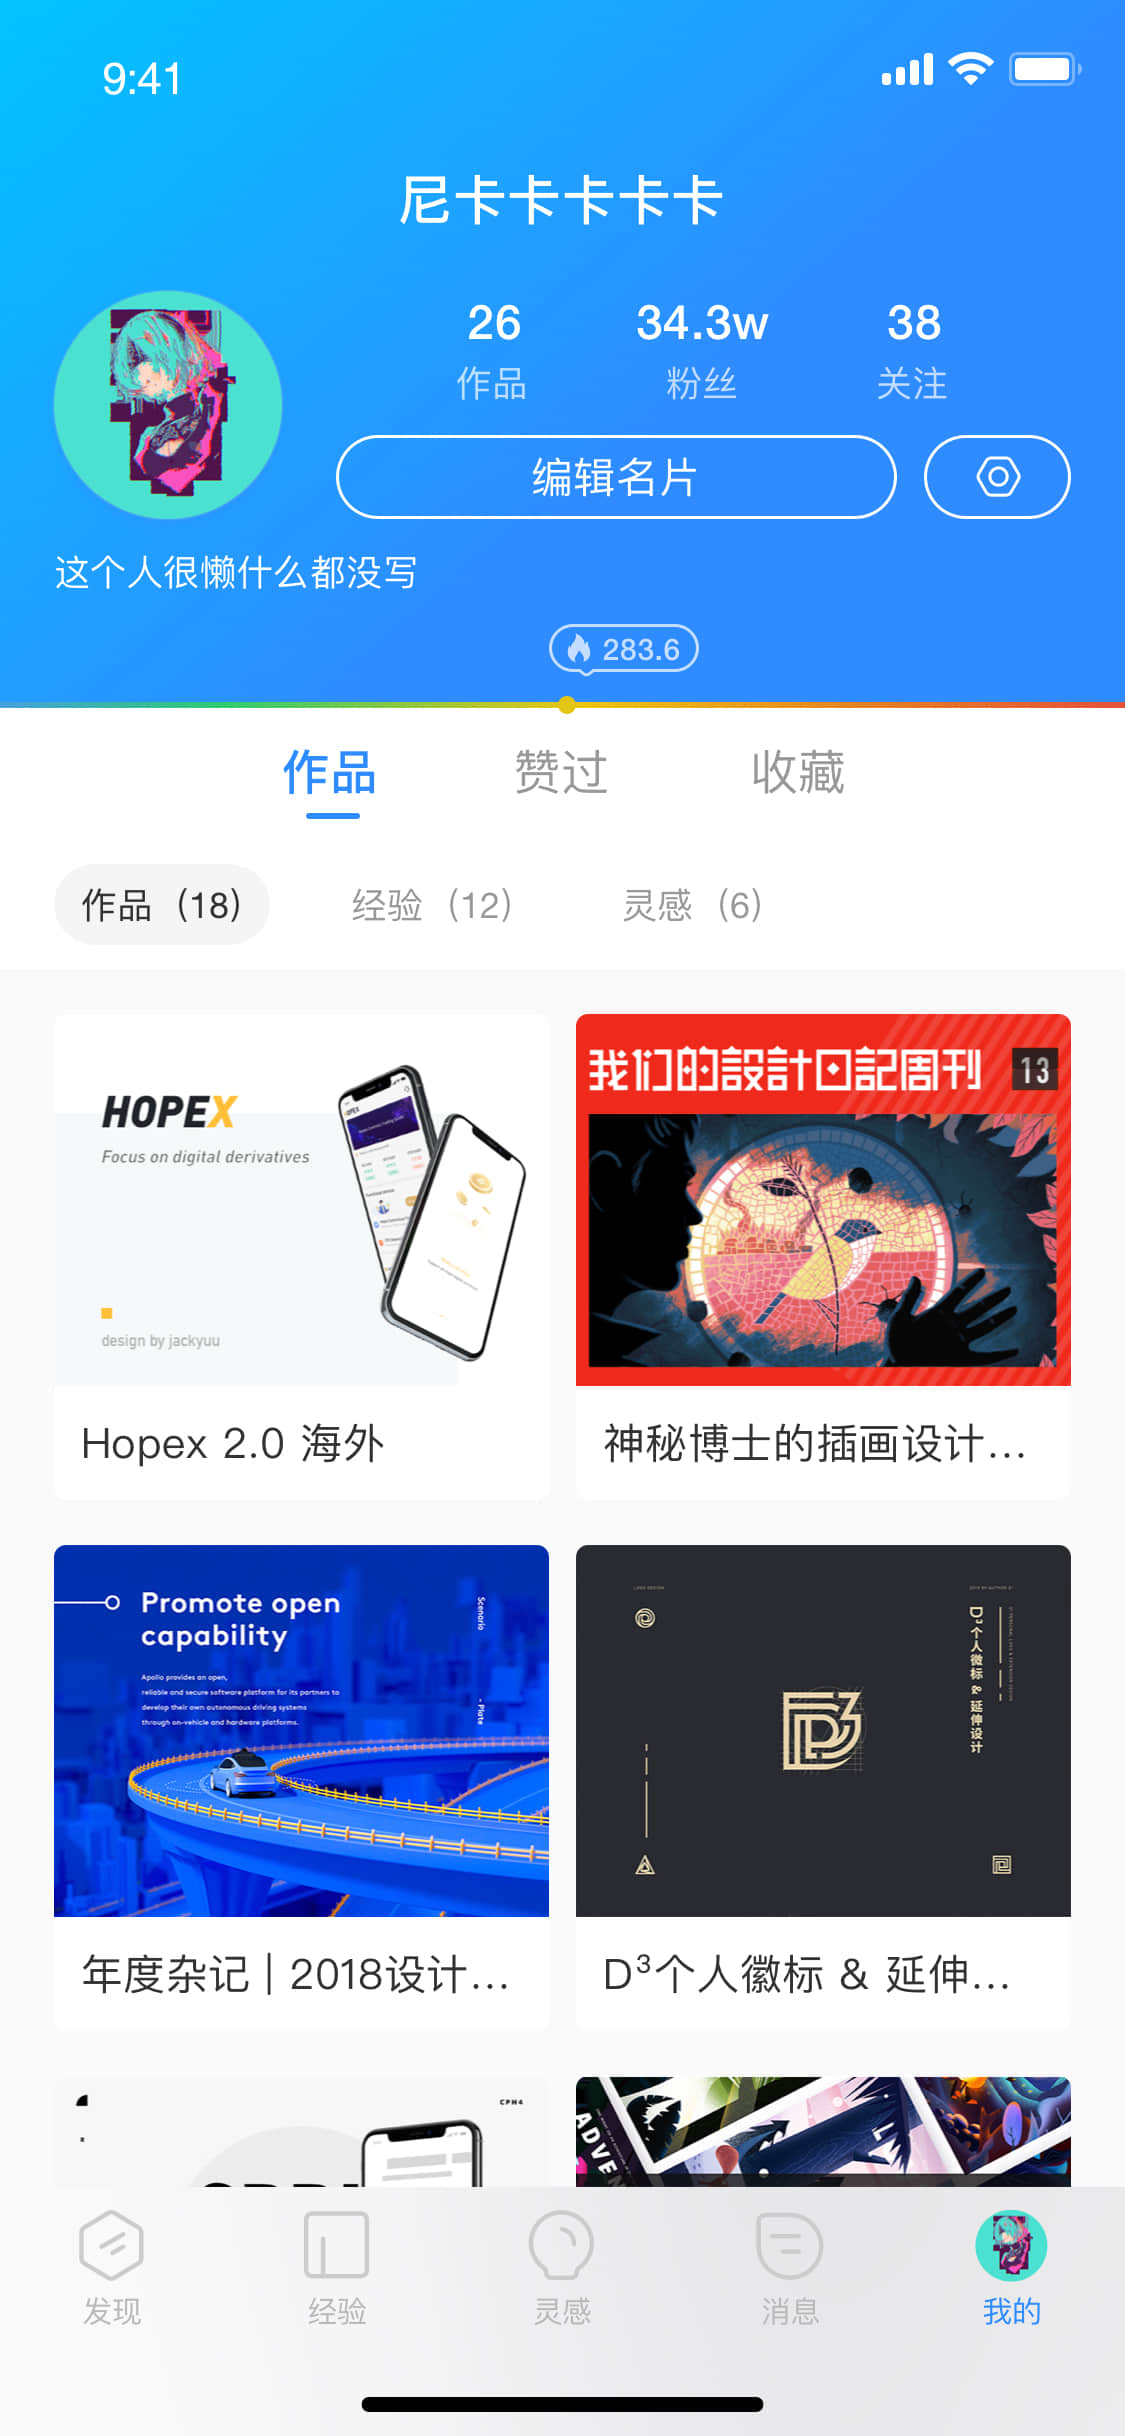 9:41
尼卡卡卡卡卡
26
34.3w
38
作品
粉丝
关注
编辑名片
这个人很懒什么都没写
283.6
作品
赞过
收藏
作品（18）
经验（12）
灵感（6）
HOPEX
Focus on digital derivatives
design by jackyuu
Hopex 2.0 海外
我们的設計日記周刊
13
神秘博士的插画设计...
Promote open
capability
Apollo provides an open,
reliable and secure software platform for its partners to
develop their own autonomous driving systems
through on-vehicle and hardware platforms.
Scenario
- Plate
年度杂记 | 2018设计...
D³个人徽标 & 延伸设计
D³个人徽标 & 延伸...
CPH4
ADVEN
发现
经验
灵感
消息
我的